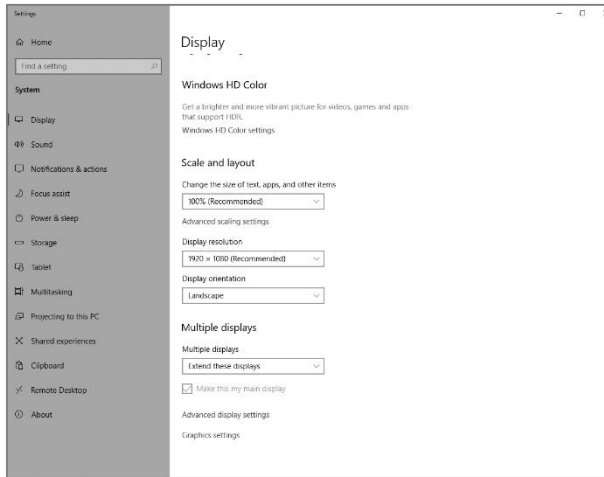 Settings
Home
Find a setting
System
Display
Sound
Notifications & actions
Focus assist
Power & sleep
Storage
Tablet
Multitasking
Projecting to this PC
Shared experiences
Clipboard
Remote Desktop
About
Display
Windows HD Color
Get a brighter and more vibrant picture for videos, games and apps
that support HDR.
Windows HD Color settings
Scale and layout
Change the size of text, apps, and other items
100% (Recommended)
Advanced scaling settings
Display resolution
1920 × 1080 (Recommended)
Display orientation
Landscape
Multiple displays
Multiple displays
Extend these displays
Make this my main display
Advanced display settings
Graphics settings